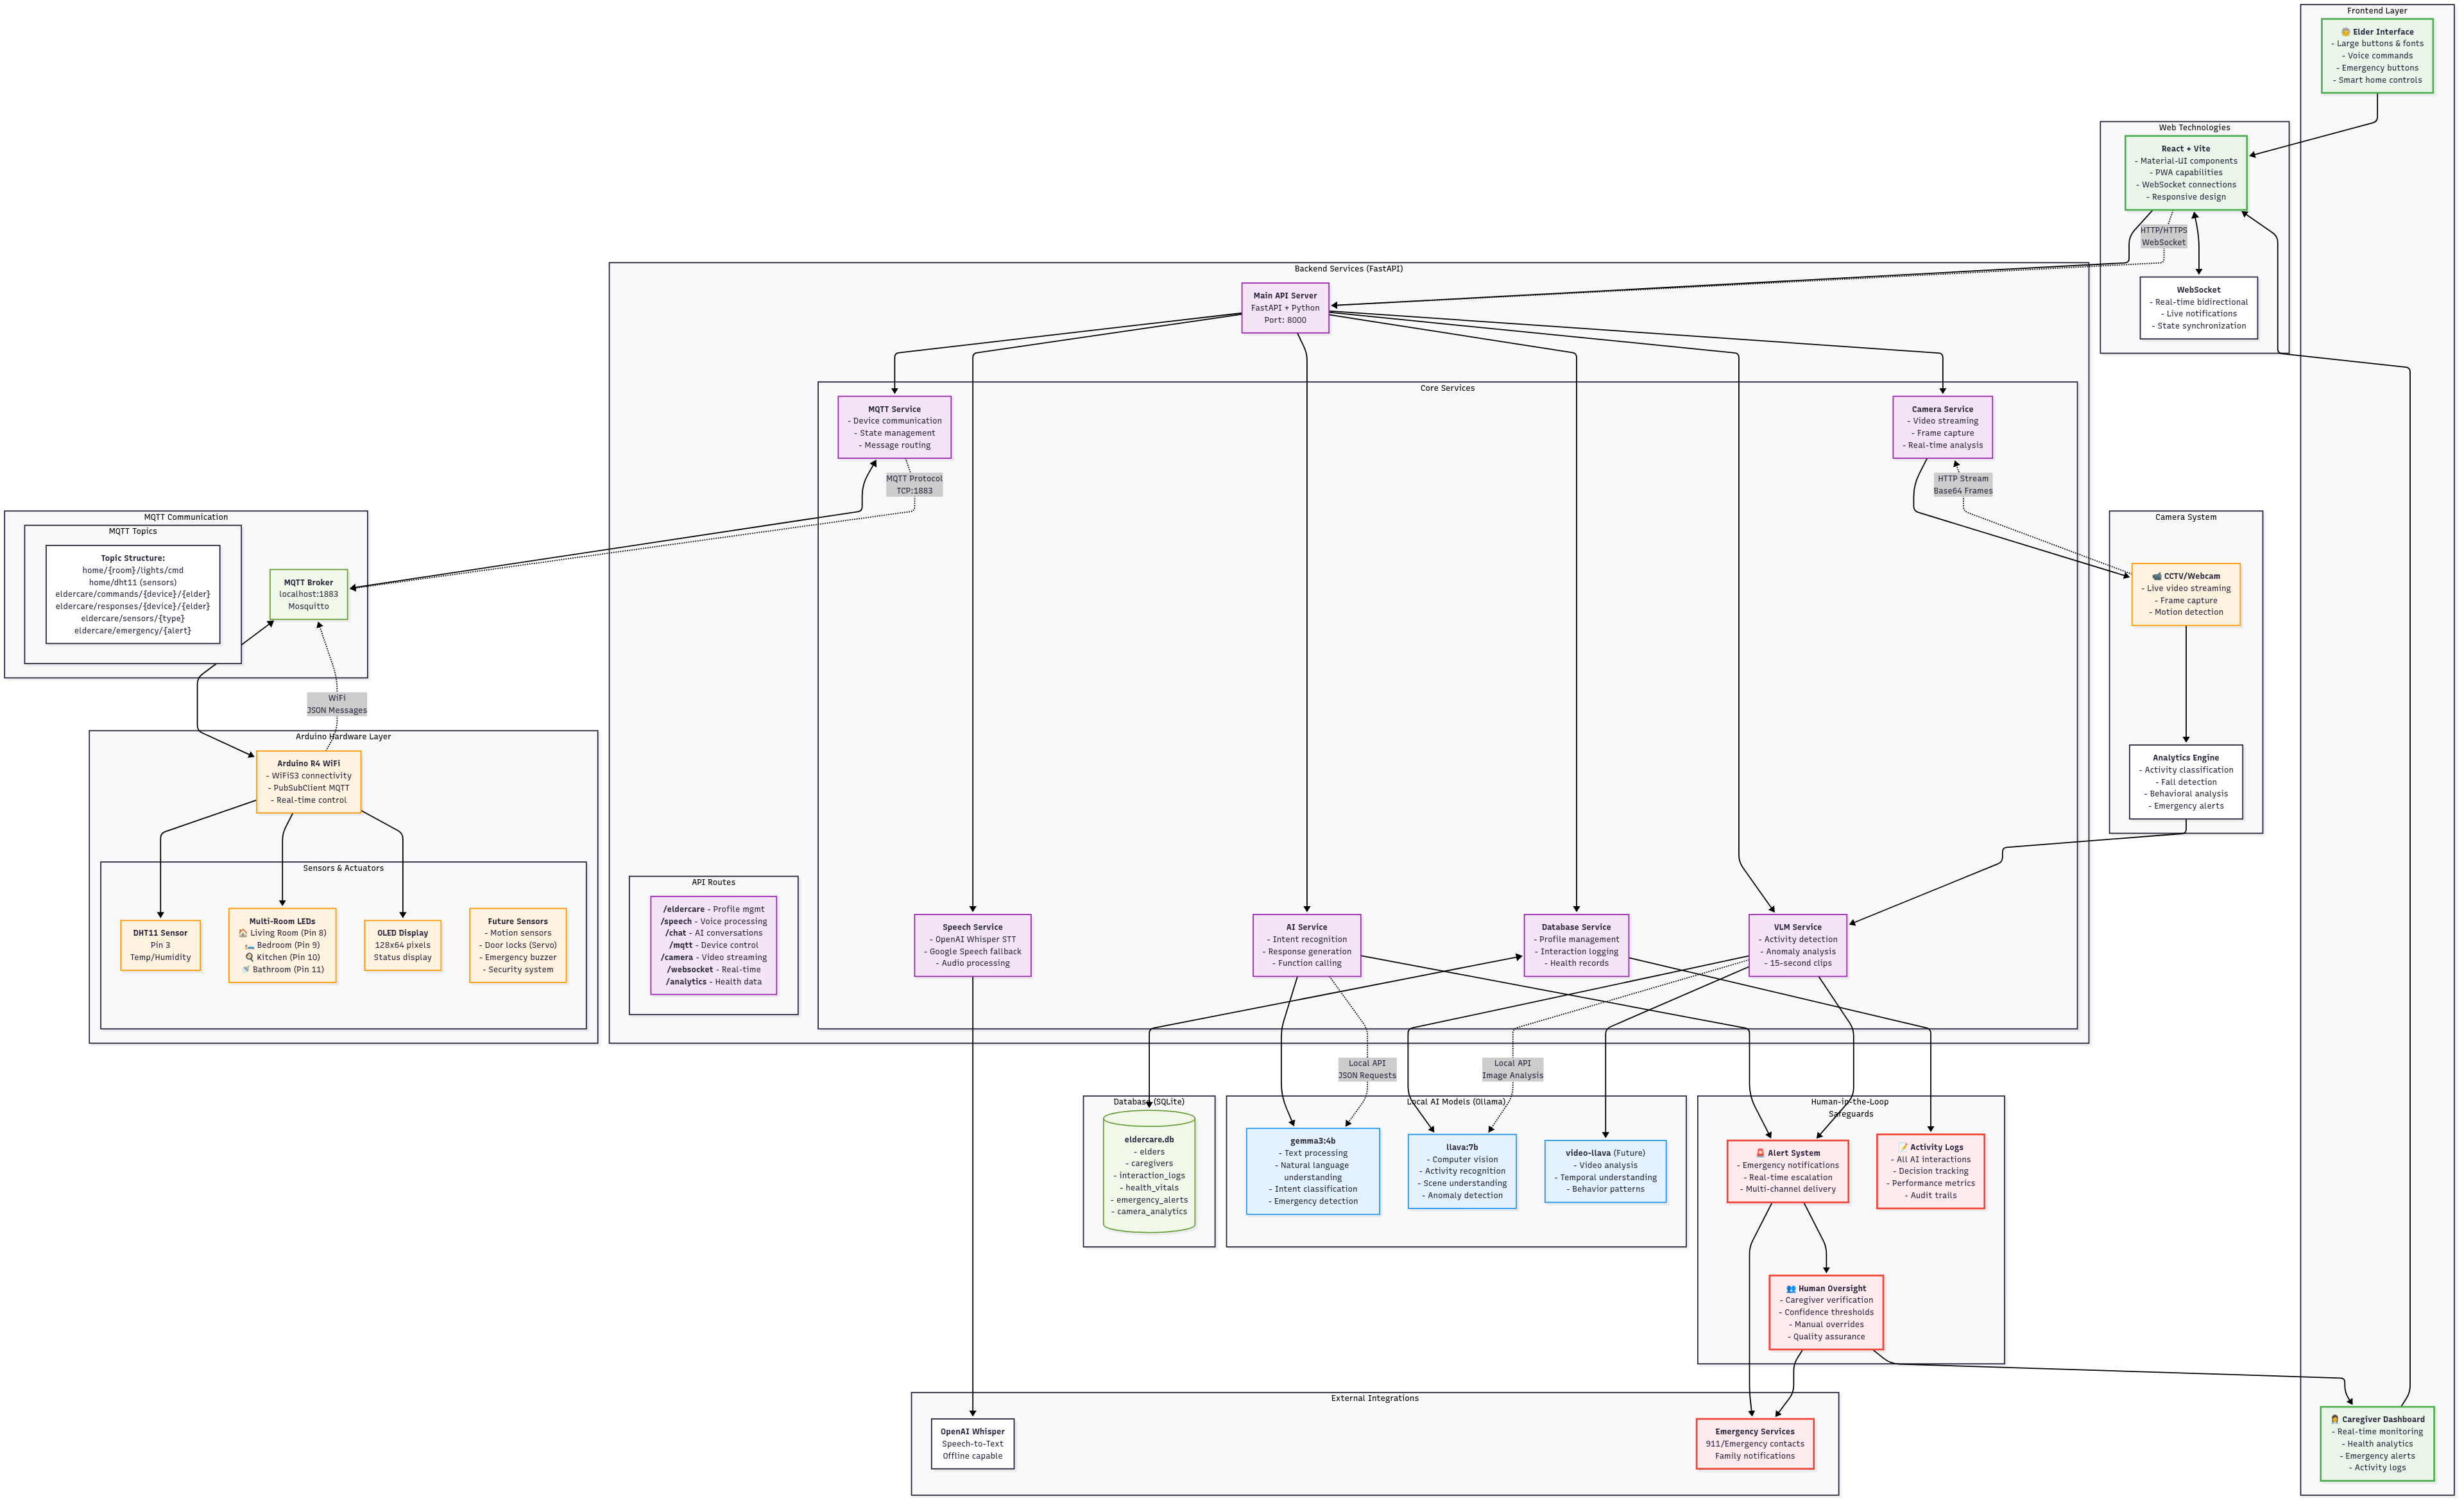 Frontend Layer
🧓 Elder Interface
- Large buttons & fonts
- Voice commands
- Emergency buttons
- Smart home controls
Web Technologies
React + Vite
- Material-UI components
- PWA capabilities
- WebSocket connections
- Responsive design
HTTP/HTTPS
WebSocket
WebSocket
- Real-time bidirectional
- Live notifications
- State synchronization
Backend Services (FastAPI)
Main API Server
FastAPI + Python
Port: 8000
Core Services
MQTT Service
- Device communication
- State management
- Message routing
Camera Service
- Video streaming
- Frame capture
- Real-time analysis
MQTT Protocol
TCP:1883
HTTP Stream
Base64 Frames
MQTT Communication
MQTT Topics
Topic Structure:
home/{room}/lights/cmd
home/dht11 (sensors)
eldercare/commands/{device}/{elder}
eldercare/responses/{device}/{elder}
eldercare/sensors/{type}
eldercare/emergency/{alert}
MQTT Broker
localhost:1883
Mosquitto
Camera System
📹 CCTV/Webcam
- Live video streaming
- Frame capture
- Motion detection
WiFi
JSON Messages
Arduino Hardware Layer
Arduino R4 WiFi
- WiFiS3 connectivity
- PubSubClient MQTT
- Real-time control
Analytics Engine
- Activity classification
- Fall detection
- Behavioral analysis
- Emergency alerts
Sensors & Actuators
DHT11 Sensor
Pin 3
Temp/Humidity
Multi-Room LEDs
🏠 Living Room (Pin 8)
🛏️ Bedroom (Pin 9)
🍳 Kitchen (Pin 10)
🚿 Bathroom (Pin 11)
OLED Display
128x64 pixels
Status display
Future Sensors
- Motion sensors
- Door locks (Servo)
- Emergency buzzer
- Security system
API Routes
/eldercare - Profile mgmt
/speech - Voice processing
/chat - AI conversations
/mqtt - Device control
/camera - Video streaming
/websocket - Real-time
/analytics - Health data
Speech Service
- OpenAI Whisper STT
- Google Speech fallback
- Audio processing
AI Service
- Intent recognition
- Response generation
- Function calling
Database Service
- Profile management
- Interaction logging
- Health records
VLM Service
- Activity detection
- Anomaly analysis
- 15-second clips
Local API
JSON Requests
Local API
Image Analysis
Database (SQLite)
eldercare.db
- elders
- caregivers
- interaction_logs
- health_vitals
- emergency_alerts
- camera_analytics
Local AI Models (Ollama)
gemma3:4b
- Text processing
- Natural language
understanding
- Intent classification
- Emergency detection
llava:7b
- Computer vision
- Activity recognition
- Scene understanding
- Anomaly detection
video-llava (Future)
- Video analysis
- Temporal understanding
- Behavior patterns
Human-in-the-Loop
Safeguards
🚨 Alert System
- Emergency notifications
- Real-time escalation
- Multi-channel delivery
📝 Activity Logs
- All AI interactions
- Decision tracking
- Performance metrics
- Audit trails
👥 Human Oversight
- Caregiver verification
- Confidence thresholds
- Manual overrides
- Quality assurance
External Integrations
OpenAI Whisper
Speech-to-Text
Offline capable
Emergency Services
911/Emergency contacts
Family notifications
👩‍⚕️ Caregiver Dashboard
- Real-time monitoring
- Health analytics
- Emergency alerts
- Activity logs